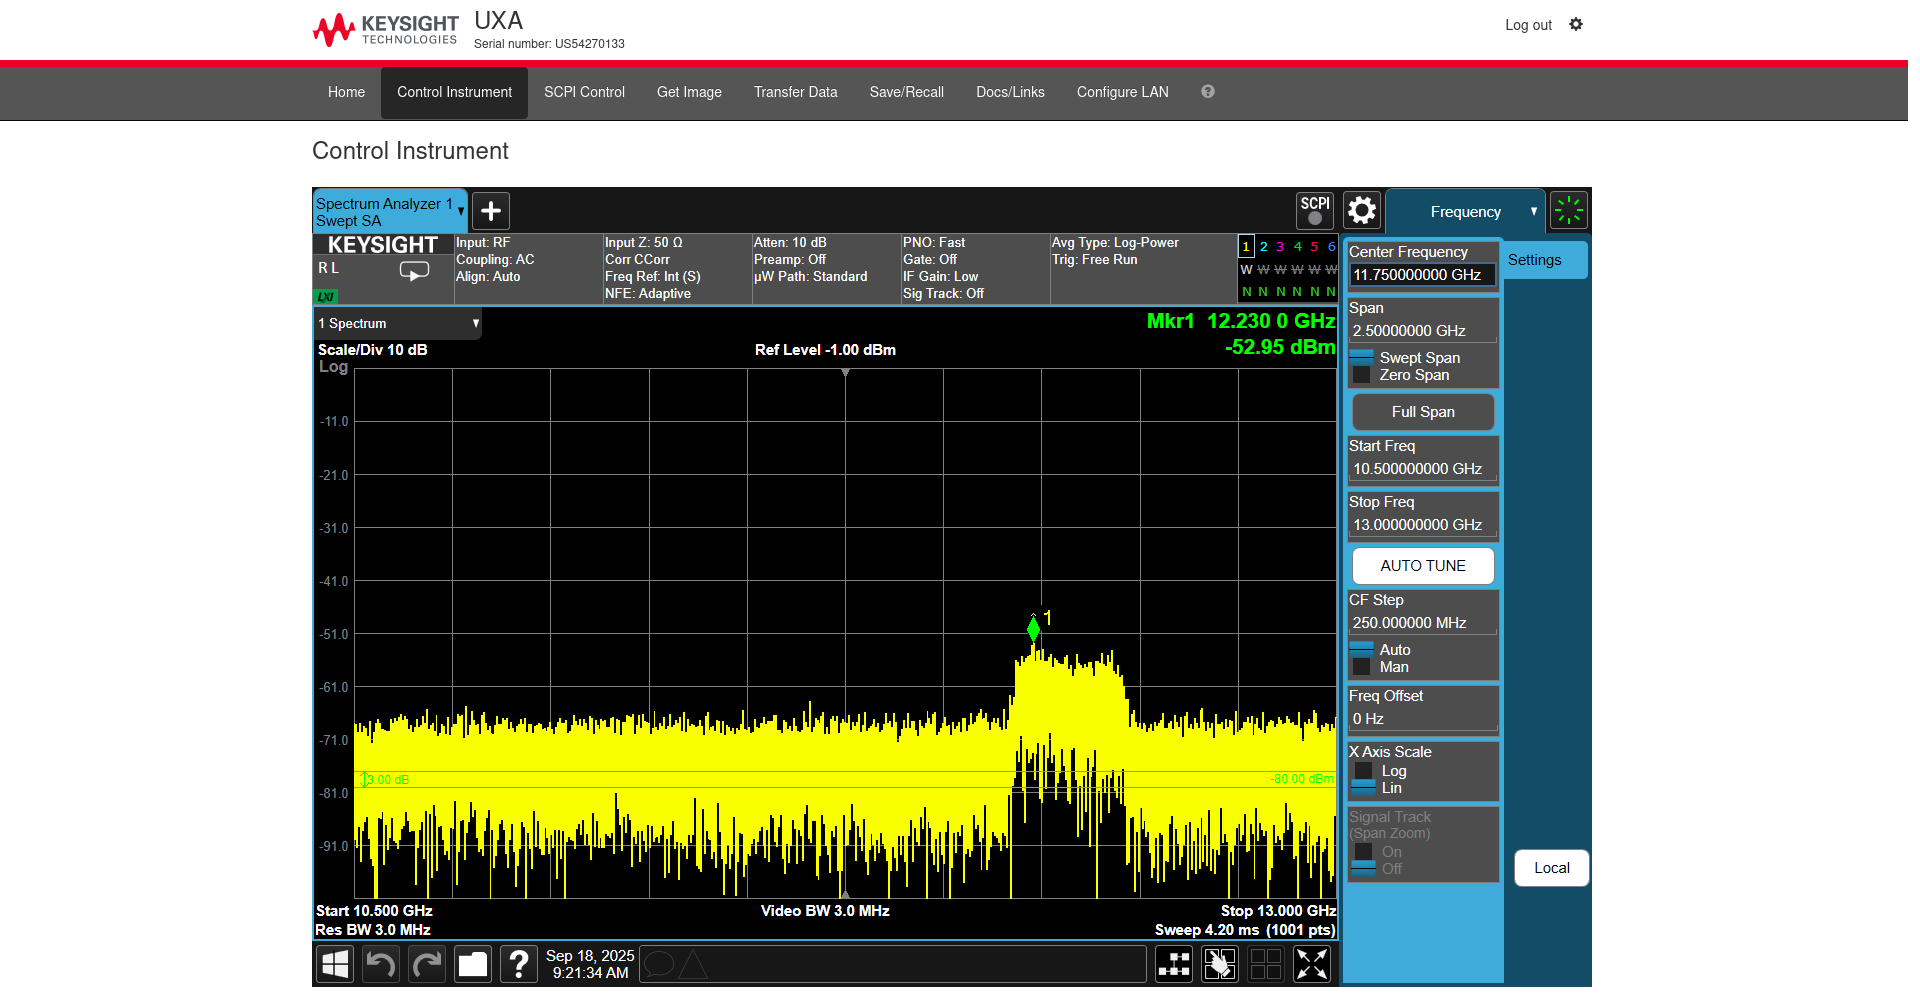 KEYSIGHT
TECHNOLOGIES
UXA
Serial number: US54270133
Log out
Home
Control Instrument
SCPI Control
Get Image
Transfer Data
Save/Recall
Docs/Links
Configure LAN
?
Control Instrument
Spectrum Analyzer 1
Swept SA
SCPI
Frequency
KEYSIGHT
R L
LXI
Input: RF
Coupling: AC
Align: Auto
Input Z: 50 Ω
Corr CCorr
Freq Ref: Int (S)
NFE: Adaptive
Atten: 10 dB
Preamp: Off
µW Path: Standard
PNO: Fast
Gate: Off
IF Gain: Low
Sig Track: Off
Avg Type: Log-Power
Trig: Free Run
1 2 3 4 5 6
W W W W W W
N N N N N N
1 Spectrum
Scale/Div 10 dB
Log
Ref Level -1.00 dBm
Mkr1 12.230 0 GHz
-52.95 dBm
-11.0
-21.0
-31.0
-41.0
-51.0
-61.0
-71.0
-81.0
-91.0
1
3.00 dB
-80.00 dBm
Start 10.500 GHz
Res BW 3.0 MHz
Video BW 3.0 MHz
Stop 13.000 GHz
Sweep 4.20 ms (1001 pts)
?
Sep 18, 2025
9:21:34 AM
Center Frequency
11.750000000 GHz
Span
2.50000000 GHz
Swept Span
Zero Span
Full Span
Start Freq
10.500000000 GHz
Stop Freq
13.000000000 GHz
AUTO TUNE
CF Step
250.000000 MHz
Auto
Man
Freq Offset
0 Hz
X Axis Scale
Log
Lin
Signal Track
(Span Zoom)
On
Off
Settings
Local